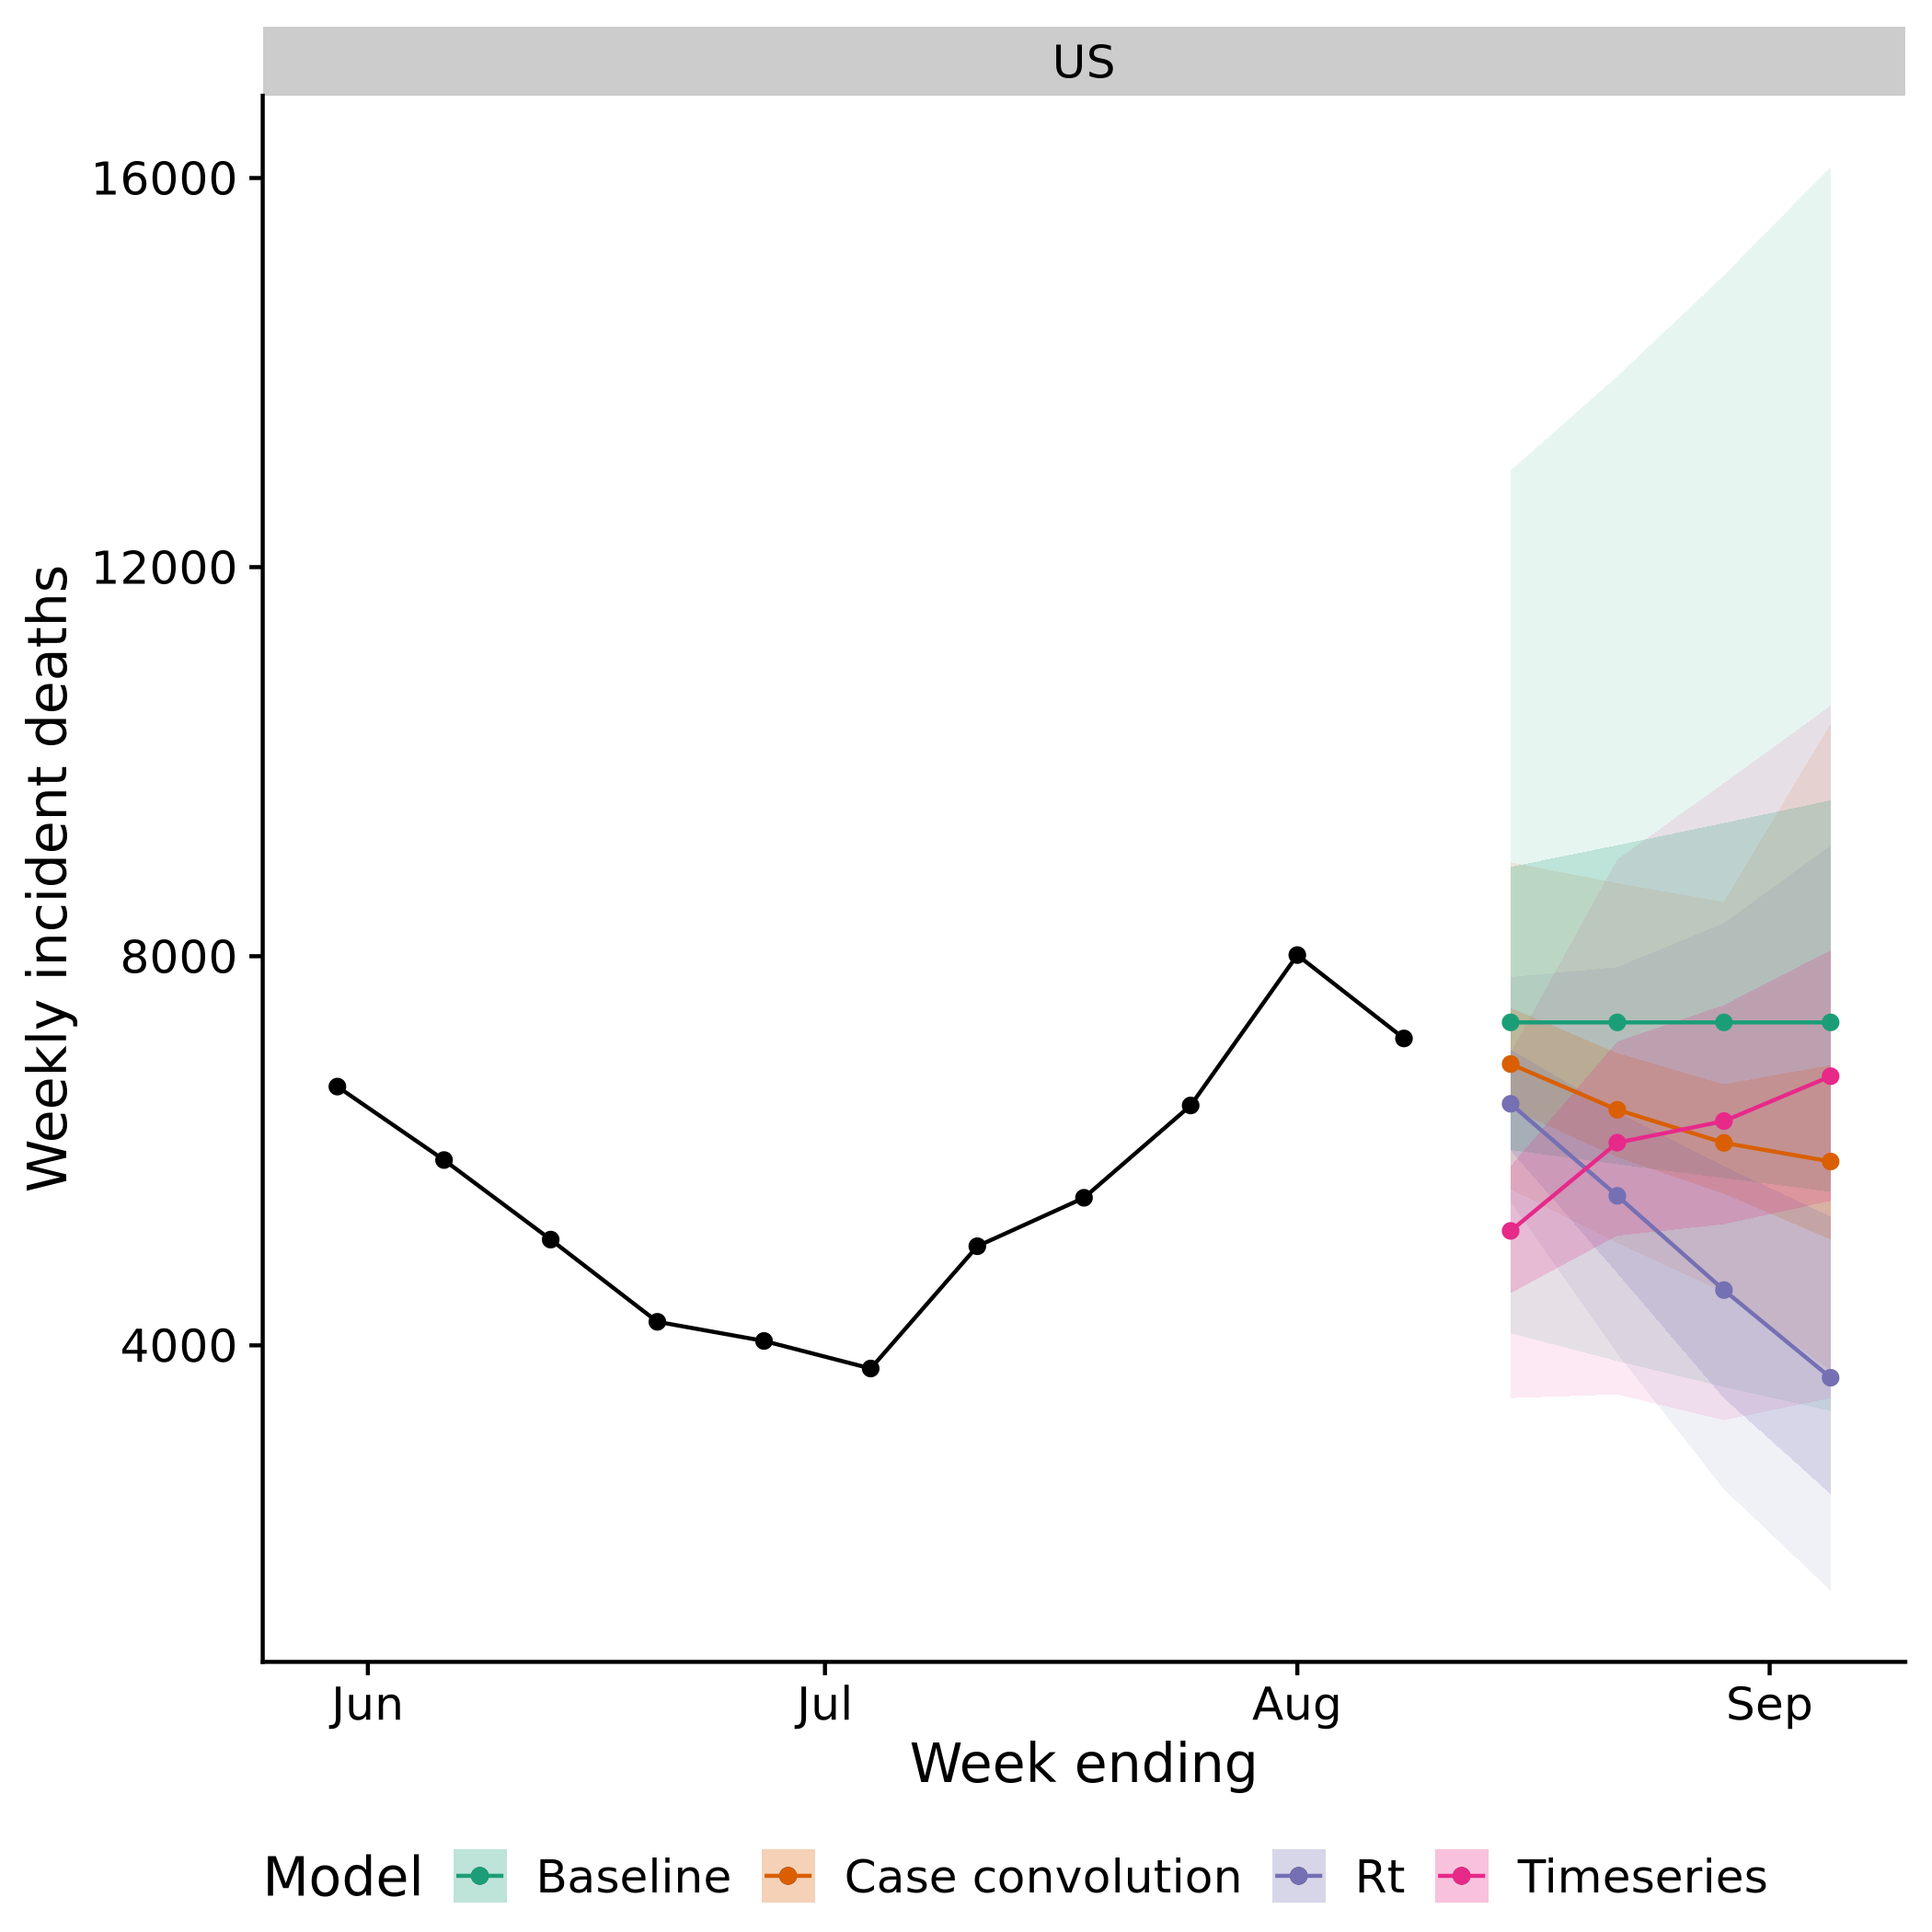 US
16000
12000
8000
4000
Weekly incident deaths
Jun Jul Aug Sep
Week ending
Model Baseline Case convolution Rt Timeseries